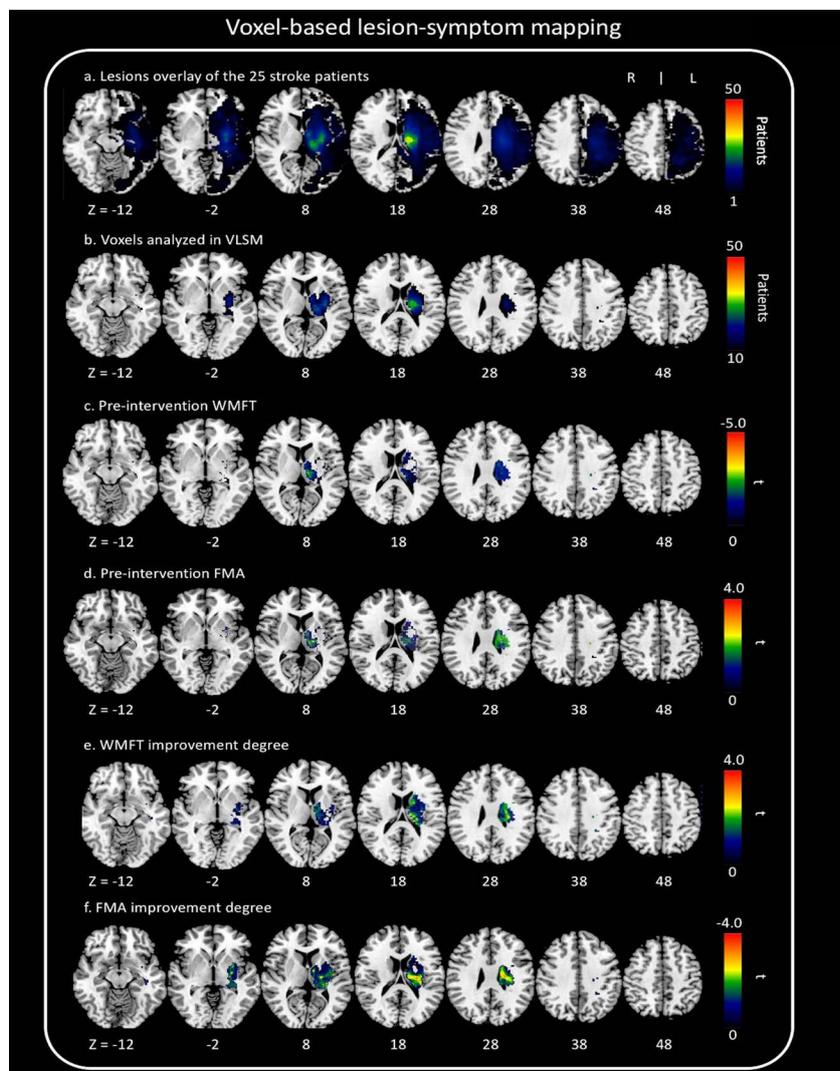 Voxel-based lesion-symptom mapping
a. Lesions overlay of the 25 stroke patients
R | L
50
Patients
1
Z = -12 -2 8 18 28 38 48
b. Voxels analyzed in VLSM
50
Patients
10
Z = -12 -2 8 18 28 38 48
c. Pre-intervention WMFT
-5.0
t
0
Z = -12 -2 8 18 28 38 48
d. Pre-intervention FMA
4.0
t
0
Z = -12 -2 8 18 28 38 48
e. WMFT improvement degree
4.0
t
0
Z = -12 -2 8 18 28 38 48
f. FMA improvement degree
-4.0
t
0
Z = -12 -2 8 18 28 38 48